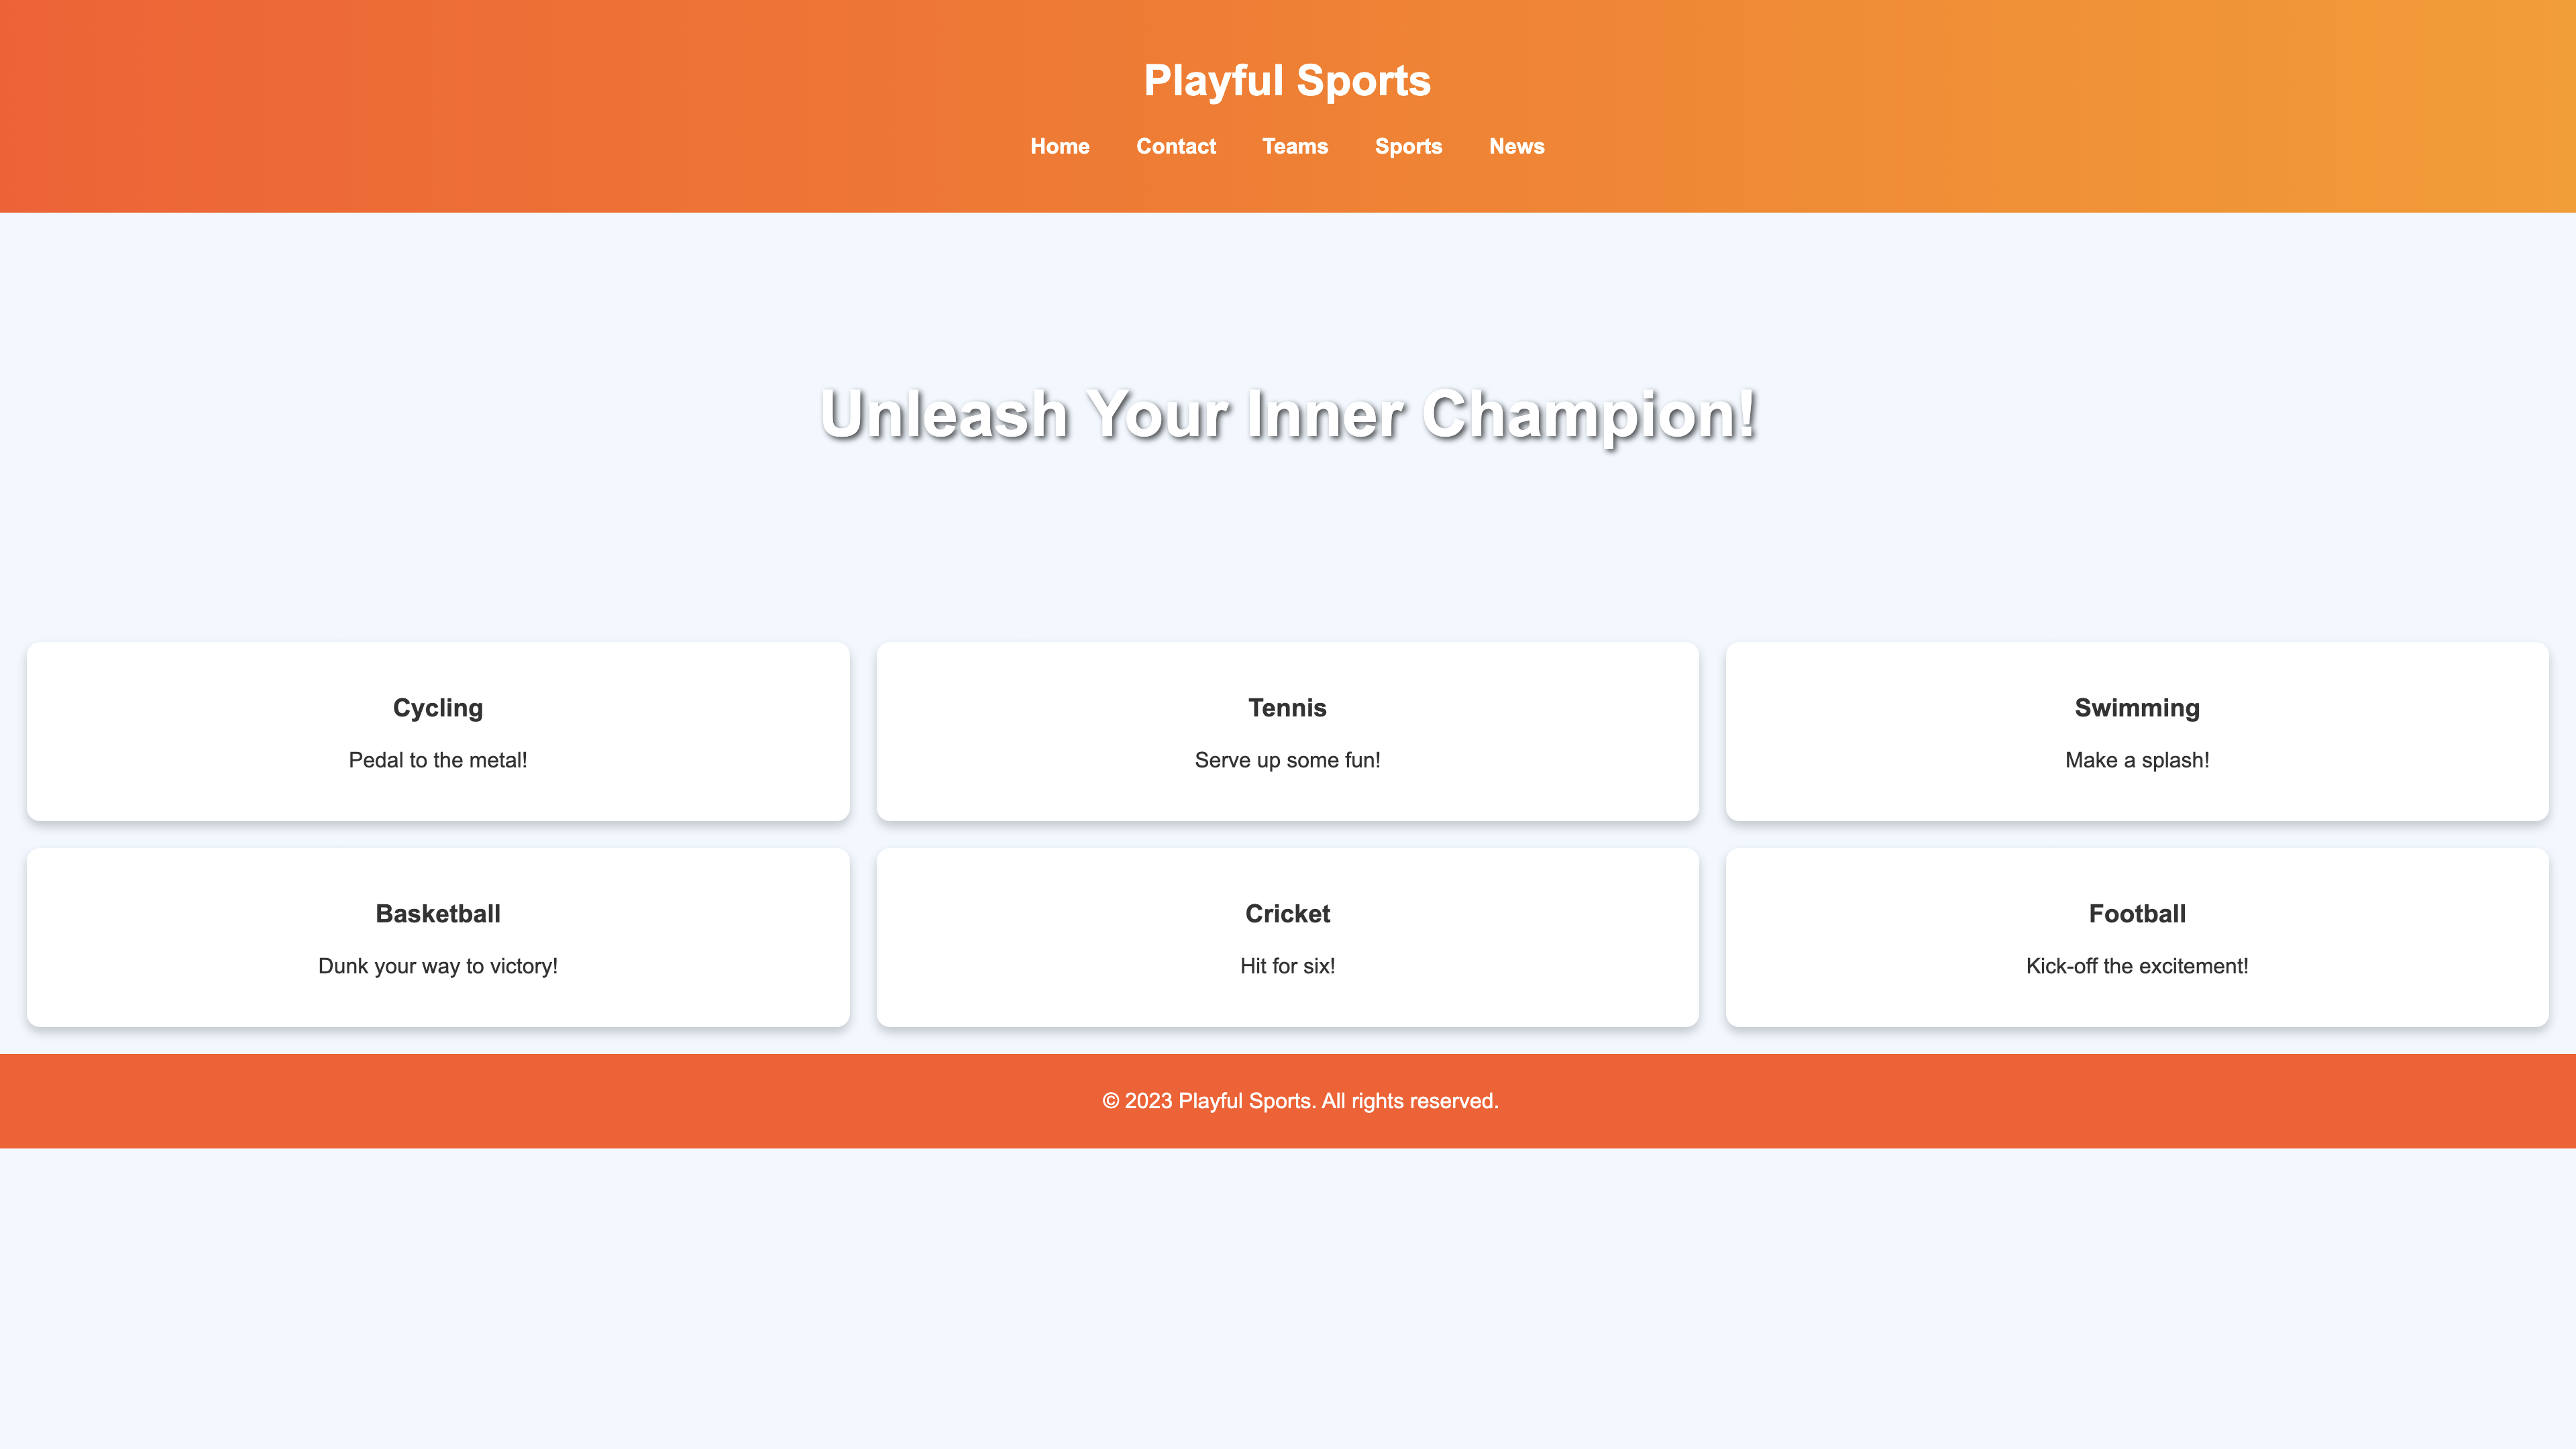 Playful Sports
Home Contact Teams Sports News
Unleash Your Inner Champion!
Cycling
Pedal to the metal!
Tennis
Serve up some fun!
Swimming
Make a splash!
Basketball
Dunk your way to victory!
Cricket
Hit for six!
Football
Kick-off the excitement!
© 2023 Playful Sports. All rights reserved.